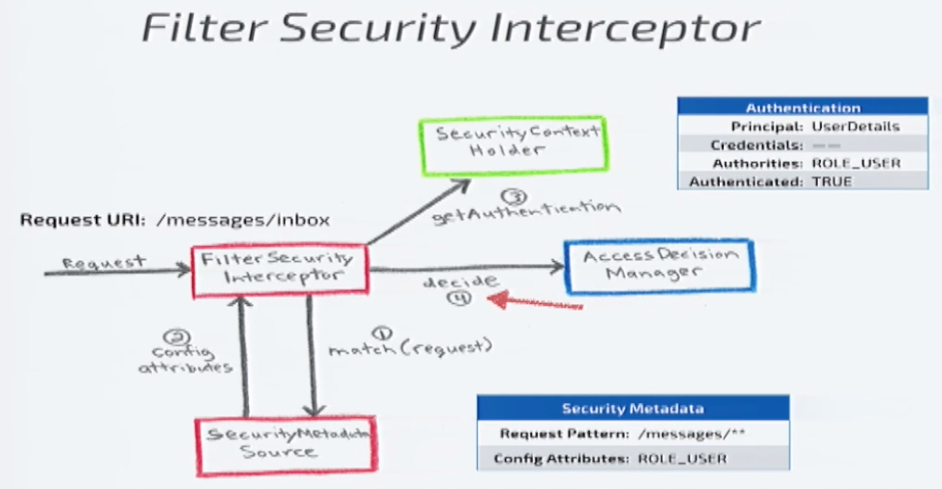 Filter Security Interceptor
Authentication
Principal: UserDetails
Credentials: — —
Authorities: ROLE_USER
Authenticated: TRUE
SecurityContext
Holder
③
getAuthentication
Request URI: /messages/inbox
Request
FilterSecurity
Interceptor
AccessDecision
Manager
decide
④
②
config
attributes
①
match(request)
SecurityMetadata
Source
Security Metadata
Request Pattern: /messages/**
Config Attributes: ROLE_USER